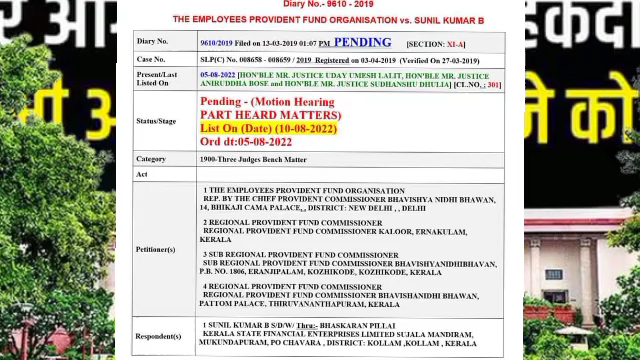 Diary No.- 9610 - 2019
THE EMPLOYEES PROVIDENT FUND ORGANISATION vs. SUNIL KUMAR B
Diary No. 9610/2019 Filed on 13-03-2019 01:07 PM PENDING [SECTION: XI-A]
Case No. SLP(C) No. 008658 - 008659 / 2019 Registered on 03-04-2019 (Verified On 27-03-2019)
Present/Last Listed On 05-08-2022 [HON'BLE MR. JUSTICE UDAY UMESH LALIT, HON'BLE MR. JUSTICE
ANIRUDDHA BOSE and HON'BLE MR. JUSTICE SUDHANSHU DHULIA] [CL.NO. : 301]
Status/Stage
Pending - (Motion Hearing
PART HEARD MATTERS)
List On (Date) (10-08-2022)
Ord dt:05-08-2022
Category 1900-Three Judges Bench Matter
Act
Petitioner(s)
1 THE EMPLOYEES PROVIDENT FUND ORGANISATION
REP. BY THE CHIEF PROVIDENT COMMISSIONER BHAVISHYA NIDHI BHAWAN,
14, BHIKAJI CAMA PALACE,, DISTRICT: NEW DELHI , , DELHI
2 REGIONAL PROVIDENT FUND COMMISSIONER
REGIONAL PROVIDENT FUND COMMISSIONER KALOOR, ERNAKULAM,
KERALA
3 SUB REGIONAL PROVIDENT FUND COMMISSIONER
SUB REGIONAL PROVIDENT FUND COMMISSIONER BHAVISHYANIDHIBHAVAN,
P.B. NO. 1806, ERANJIPALAM, KOZHIKODE, KOZHIKODE, KERALA
4 REGIONAL PROVIDENT FUND COMMISSIONER
REGIONAL PROVIDENT FUND COMMISSIONER BHAVISHANIDHI BHAWAN,
PATTOM PALACE, THIRUVANANTHAPURAM, KERALA
Respondent(s)
1 SUNIL KUMAR B S/D/W/ Thru:- BHASKARAN PILLAI
KERALA STATE FINANCIAL ENTERPRISES LIMITED SUJALA MANDIRAM,
MUKUNDAPURAM, PO CHAVARA , DISTRICT: KOLLAM ,KOLLAM , KERALA